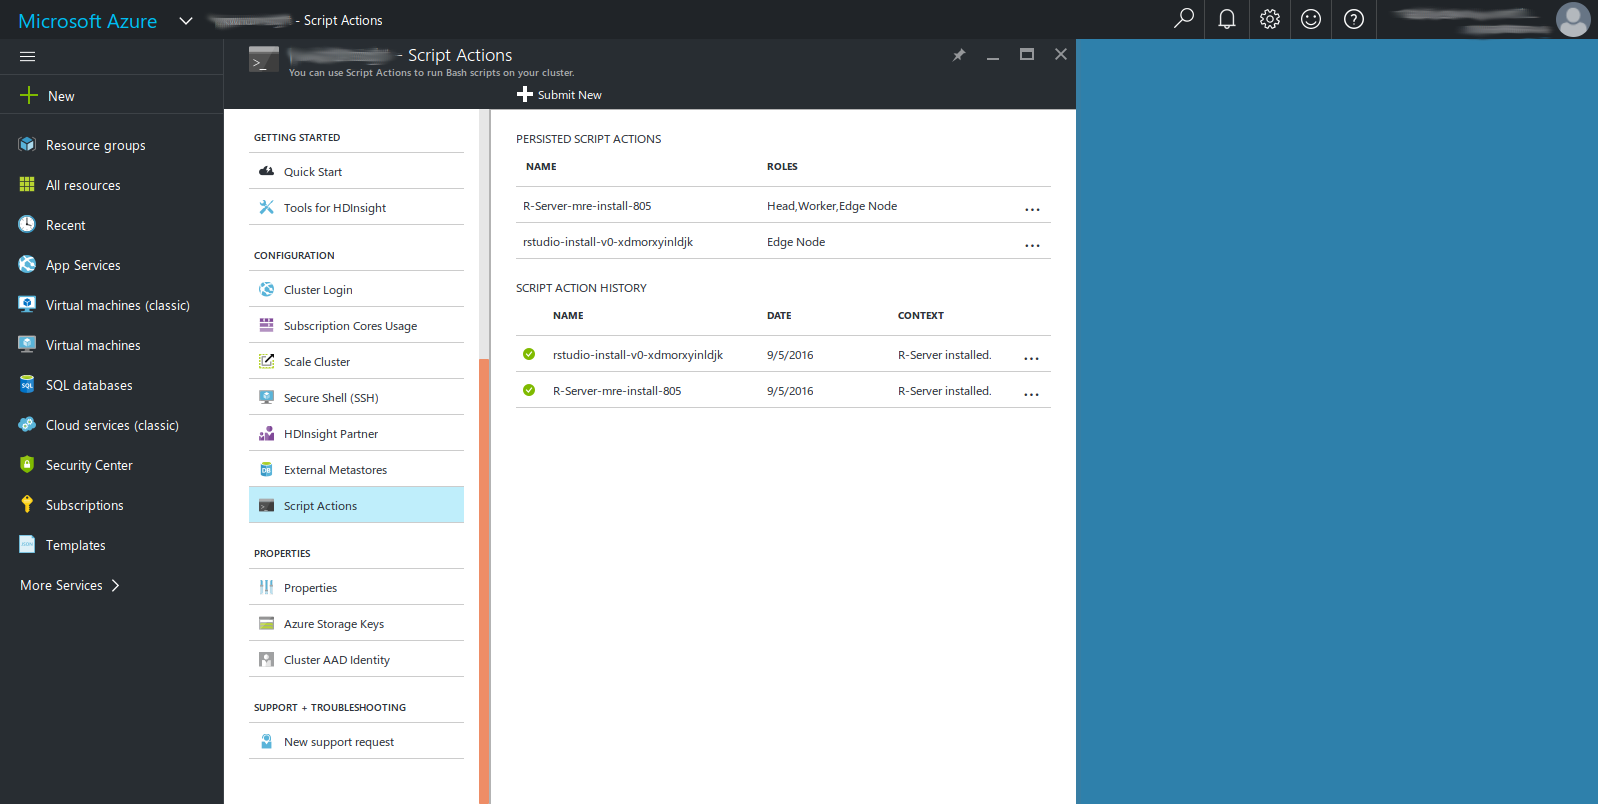 Microsoft Azure
- Script Actions
New
Resource groups
All resources
Recent
App Services
Virtual machines (classic)
Virtual machines
SQL databases
Cloud services (classic)
Security Center
Subscriptions
Templates
More Services
- Script Actions
You can use Script Actions to run Bash scripts on your cluster.
Submit New
GETTING STARTED
Quick Start
Tools for HDInsight
CONFIGURATION
Cluster Login
Subscription Cores Usage
Scale Cluster
Secure Shell (SSH)
HDInsight Partner
External Metastores
Script Actions
PROPERTIES
Properties
Azure Storage Keys
Cluster AAD Identity
SUPPORT + TROUBLESHOOTING
New support request
PERSISTED SCRIPT ACTIONS
NAME ROLES
R-Server-mre-install-805 Head,Worker,Edge Node ...
rstudio-install-v0-xdmorxyinldjk Edge Node ...
SCRIPT ACTION HISTORY
NAME DATE CONTEXT
rstudio-install-v0-xdmorxyinldjk 9/5/2016 R-Server installed. ...
R-Server-mre-install-805 9/5/2016 R-Server installed. ...